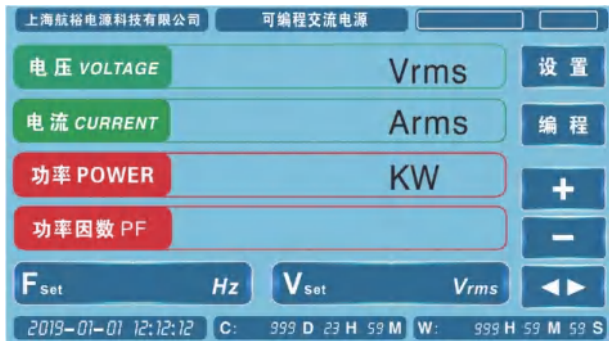 上海航裕电源科技有限公司 可编程交流电源
电压 VOLTAGE Vrms 设置
电流 CURRENT Arms 编程
功率 POWER KW +
功率因数 PF −
Fset Hz Vset Vrms ◀▶
2019-01-01 12:12:12 C: 999 D 23 H 59 M W: 999 H 59 M 59 S